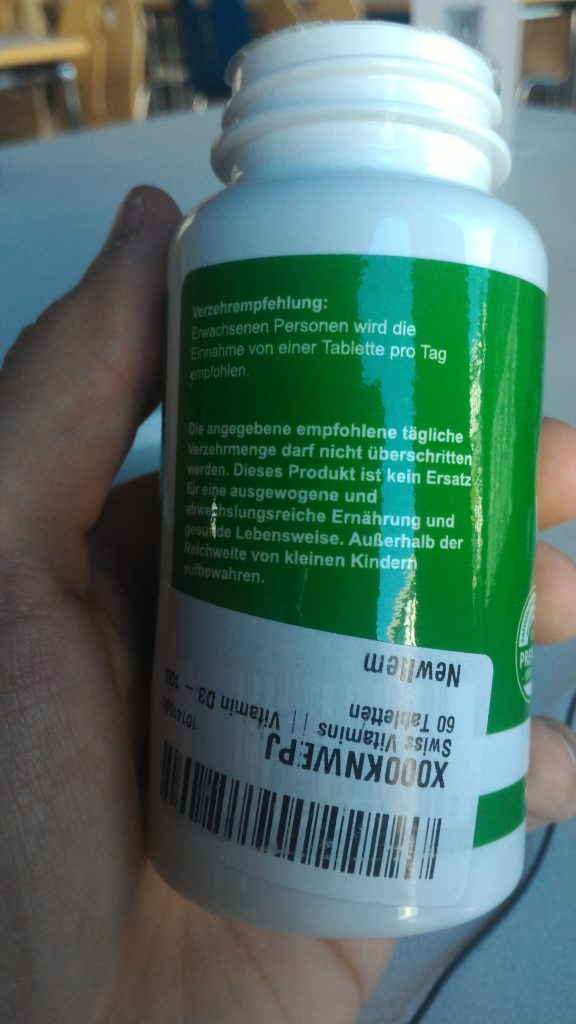 Verzehrempfehlung:
Erwachsenen Personen wird die
Einnahme von einer Tablette pro Tag
empfohlen.
Die angegebene empfohlene tägliche
Verzehrmenge darf nicht überschritten
werden. Dieses Produkt ist kein Ersatz
für eine ausgewogene und
abwechslungsreiche Ernährung und
gesunde Lebensweise. Außerhalb der
Reichweite von kleinen Kindern
aufbewahren.
X000KNWEPJ
Swiss Vitamins || Vitamin D3 –
60 Tabletten
NewItem